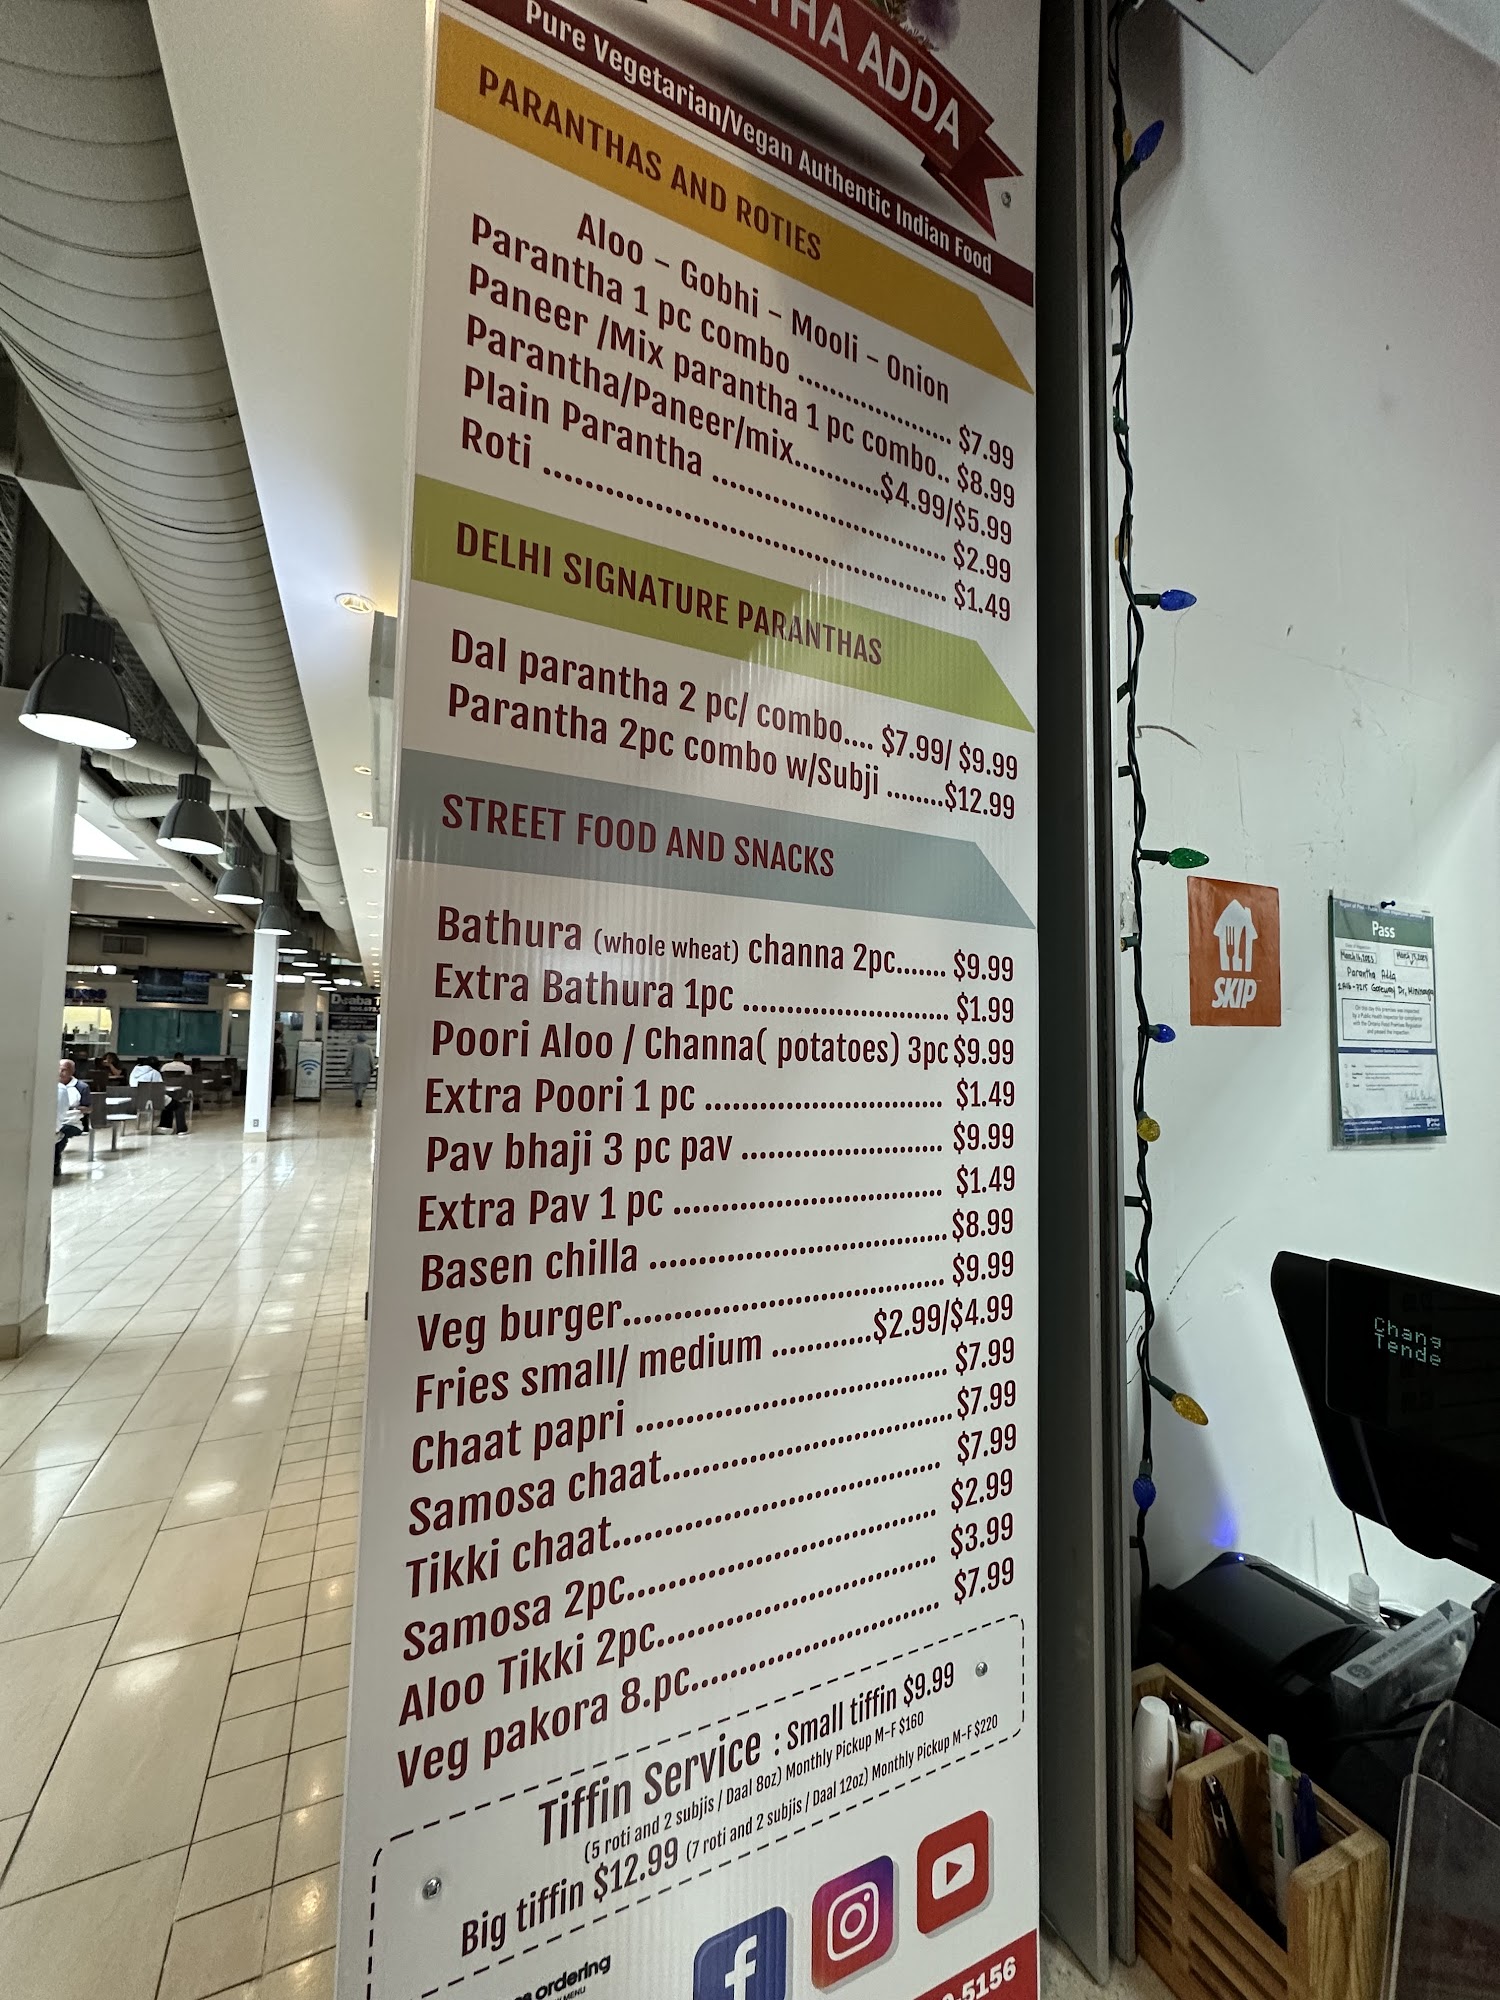 THA ADDA
Pure Vegetarian/Vegan Authentic Indian Food
PARANTHAS AND ROTIES
Aloo - Gobhi - Mooli - Onion
Parantha 1 pc combo .................... $7.99
Paneer /Mix parantha 1 pc combo.. $8.99
Parantha/Paneer/mix..........$4.99/$5.99
Plain Parantha .............................. $2.99
Roti .................................................. $1.49
DELHI SIGNATURE PARANTHAS
Dal parantha 2 pc/ combo.... $7.99/ $9.99
Parantha 2pc combo w/Subji ........$12.99
STREET FOOD AND SNACKS
Bathura (whole wheat) channa 2pc....... $9.99
Extra Bathura 1pc .......................... $1.99
Poori Aloo / Channa( potatoes) 3pc $9.99
Extra Poori 1 pc .............................. $1.49
Pav bhaji 3 pc pav ......................... $9.99
Extra Pav 1 pc .................................. $1.49
Basen chilla .....................................$8.99
Veg burger........................................ $9.99
Fries small/ medium ............$2.99/$4.99
Chaat papri ...................................... $7.99
Samosa chaat....................................$7.99
Tikki chaat........................................ $7.99
Samosa 2pc...................................... $2.99
Aloo Tikki 2pc.................................. $3.99
Veg pakora 8.pc............................... $7.99
Tiffin Service : Small tiffin $9.99
(5 roti and 2 subjis / Daal 8oz) Monthly Pickup M-F $160
Big tiffin $12.99 (7 roti and 2 subjis / Daal 12oz) Monthly Pickup M-F $220
ordering
MENU
-5156
SKIP
Pass
March 16, 2023
Parantha Adda
Gateway Dr,
Chang
Tende
Daaba